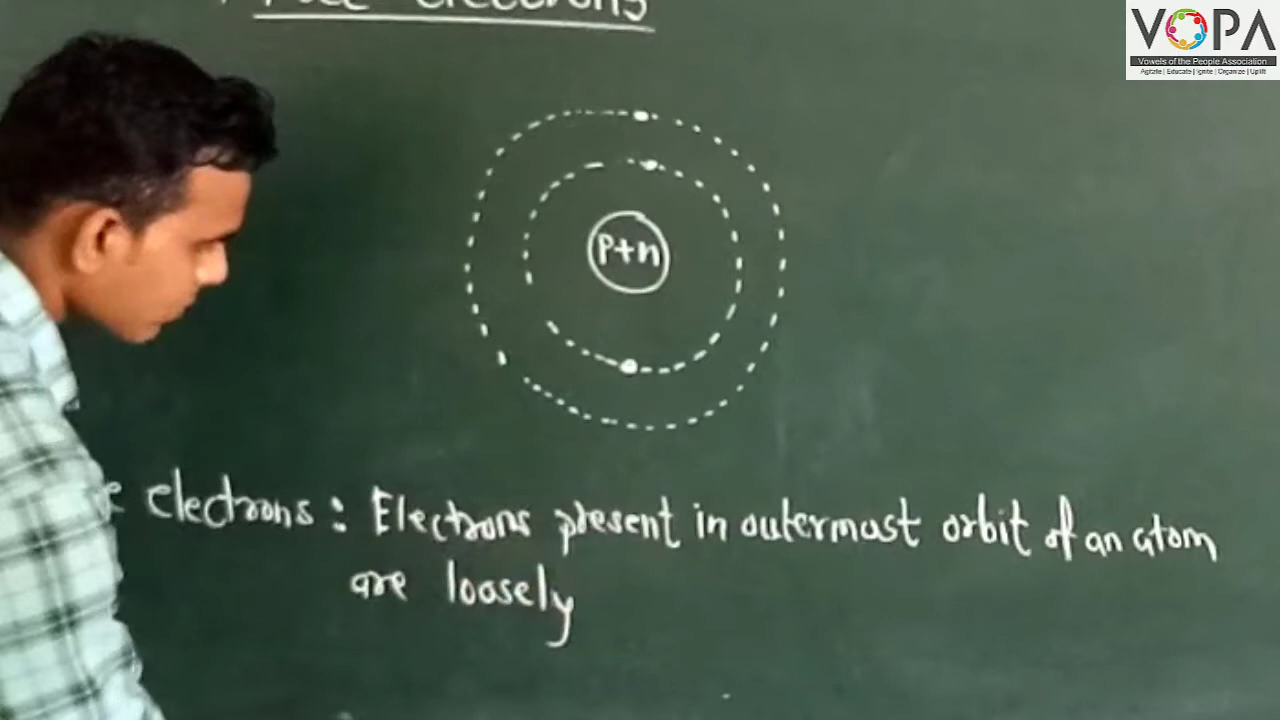 electrons
P+n
electrons : Electrons present in outermost orbit of an atom
are loosely
VOPA
Vowels of the People Association
Agitate | Educate | Ignite | Organize | Uplift